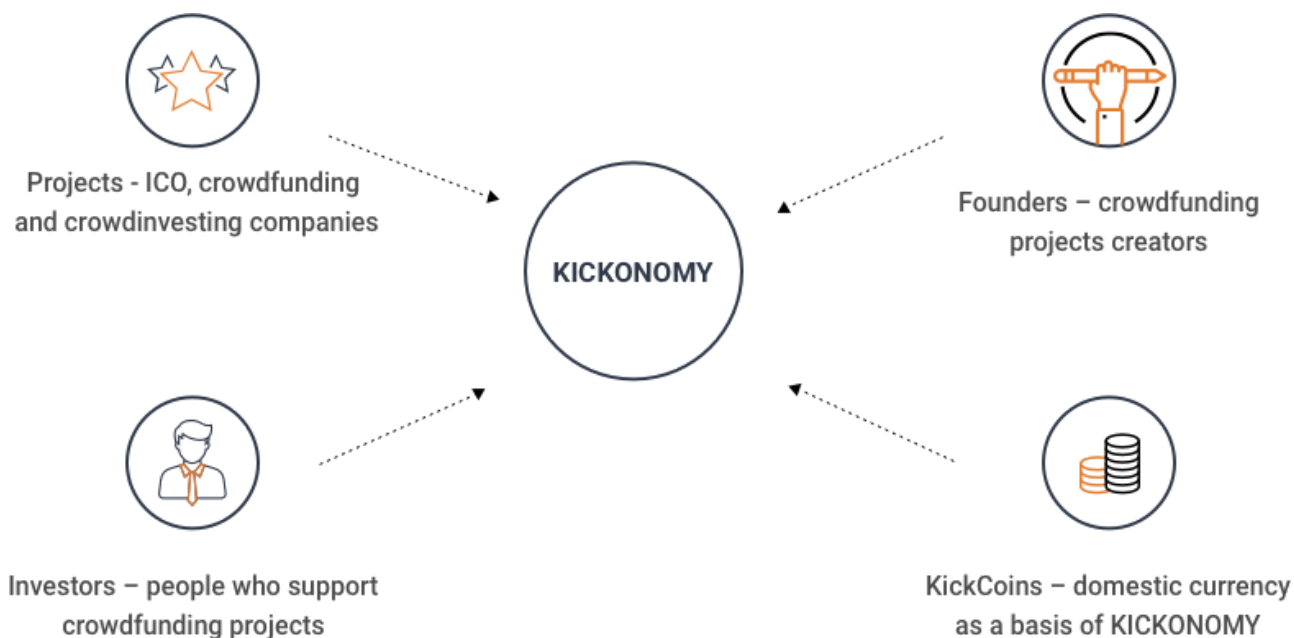 Projects - ICO, crowdfunding
and crowdinvesting companies
Founders – crowdfunding
projects creators
KICKONOMY
Investors – people who support
crowdfunding projects
KickCoins – domestic currency
as a basis of KICKONOMY